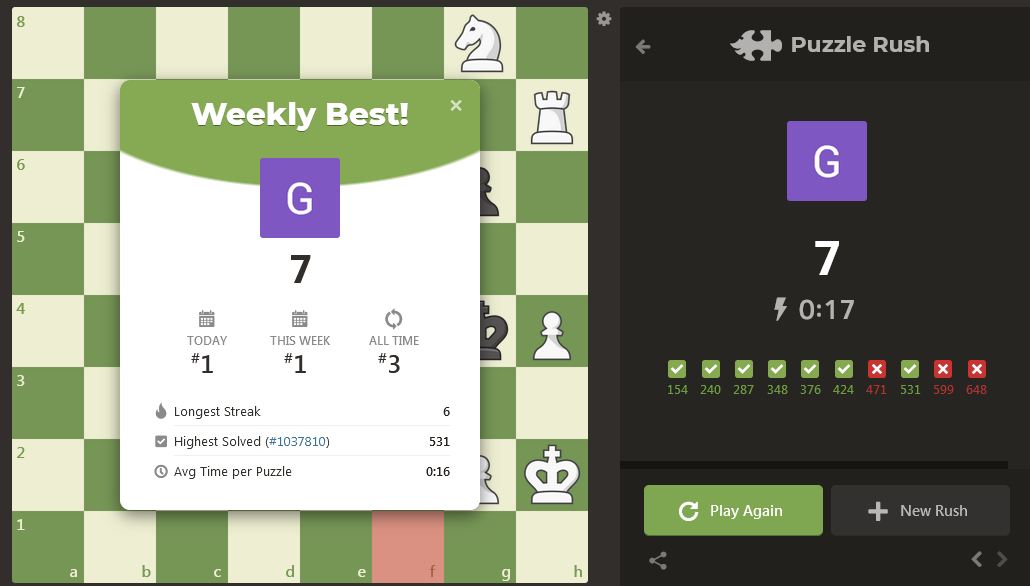 8
7
6
5
4
3
2
1
a b c d e f g h
Weekly Best!
×
G
7
TODAY
#1
THIS WEEK
#1
ALL TIME
#3
Longest Streak 6
Highest Solved (#1037810) 531
Avg Time per Puzzle 0:16
Puzzle Rush
G
7
0:17
154 240 287 348 376 424 471 531 599 648
Play Again
New Rush